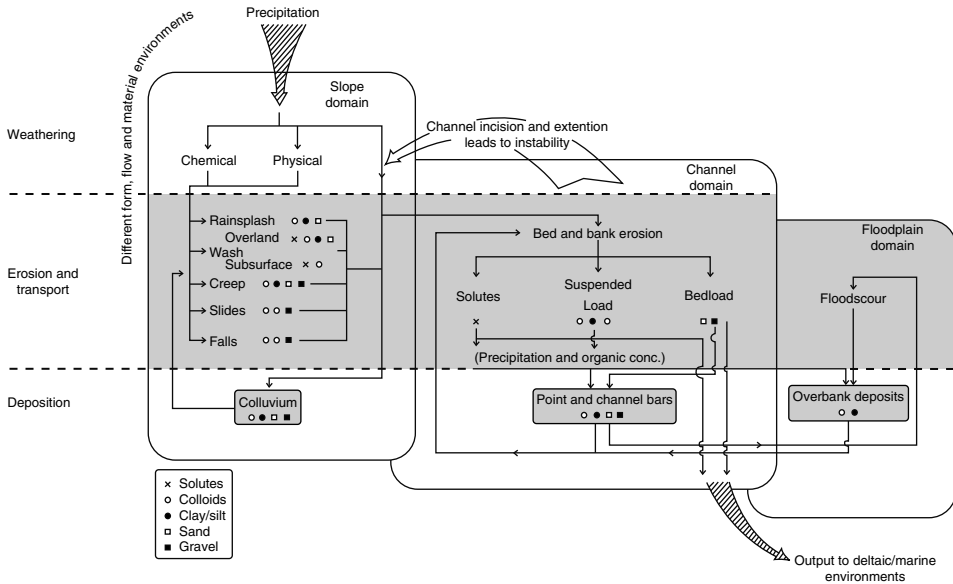 Precipitation
Different form, flow and material environments
Slope
domain
Weathering
Channel incision and extention
leads to instability
Chemical
Physical
Channel
domain
Rainsplash
Overland
Wash
Subsurface
Creep
Slides
Falls
Bed and bank erosion
Floodplain
domain
Erosion and
transport
Solutes
Suspended
Load
Bedload
Floodscour
(Precipitation and organic conc.)
Deposition
Colluvium
Point and channel bars
Overbank deposits
Solutes
Colloids
Clay/silt
Sand
Gravel
Output to deltaic/marine
environments